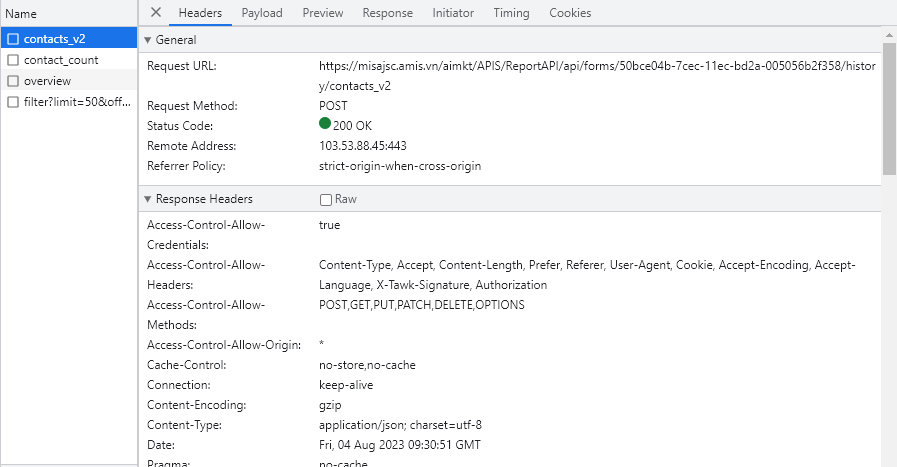 Name
Headers Payload Preview Response Initiator Timing Cookies
contacts_v2
contact_count
overview
filter?limit=50&off...
General
Request URL: https://misajsc.amis.vn/aimkt/APIS/ReportAPI/api/forms/50bce04b-7cec-11ec-bd2a-005056b2f358/histor
y/contacts_v2
Request Method: POST
Status Code: 200 OK
Remote Address: 103.53.88.45:443
Referrer Policy: strict-origin-when-cross-origin
Response Headers Raw
Access-Control-Allow- true
Credentials:
Access-Control-Allow- Content-Type, Accept, Content-Length, Prefer, Referer, User-Agent, Cookie, Accept-Encoding, Accept-
Headers: Language, X-Tawk-Signature, Authorization
Access-Control-Allow- POST,GET,PUT,PATCH,DELETE,OPTIONS
Methods:
Access-Control-Allow-Origin: *
Cache-Control: no-store,no-cache
Connection: keep-alive
Content-Encoding: gzip
Content-Type: application/json; charset=utf-8
Date: Fri, 04 Aug 2023 09:30:51 GMT
Pragma: no-cache